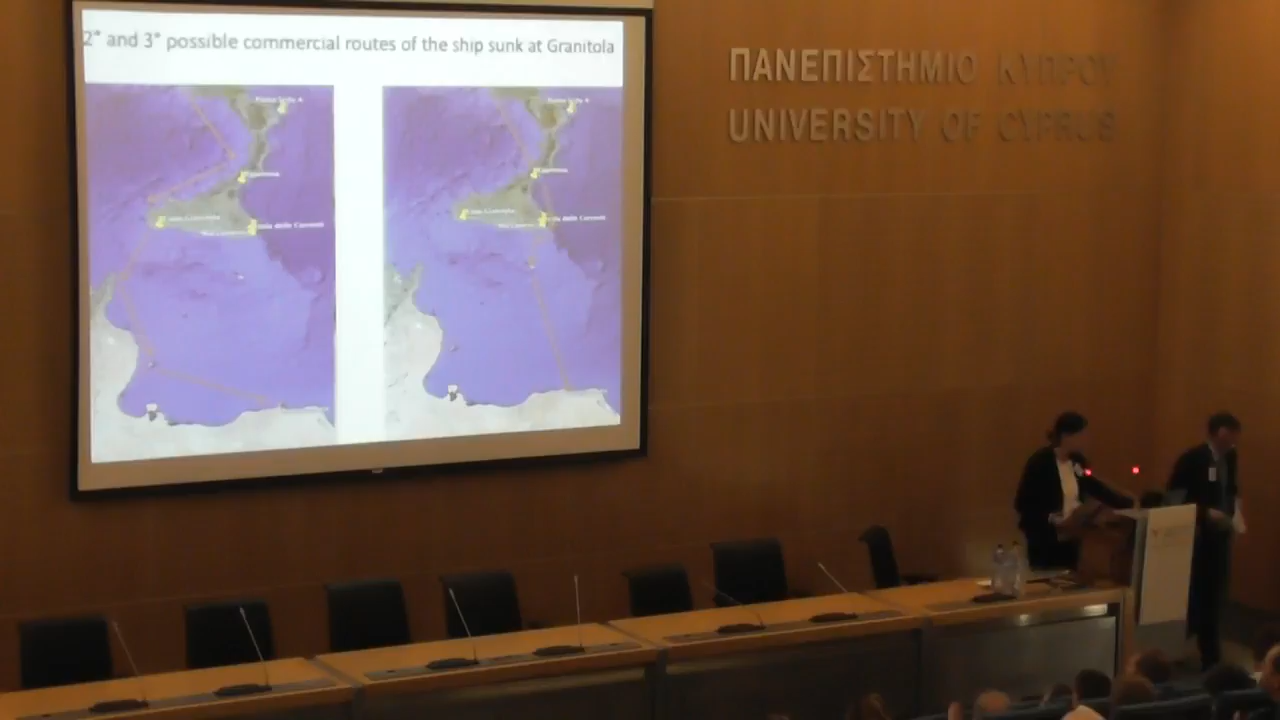 2° and 3° possible commercial routes of the ship sunk at Granitola
ΠΑΝΕΠΙΣΤΗΜΙΟ ΚΥΠΡΟΥ
UNIVERSITY OF CYPRUS